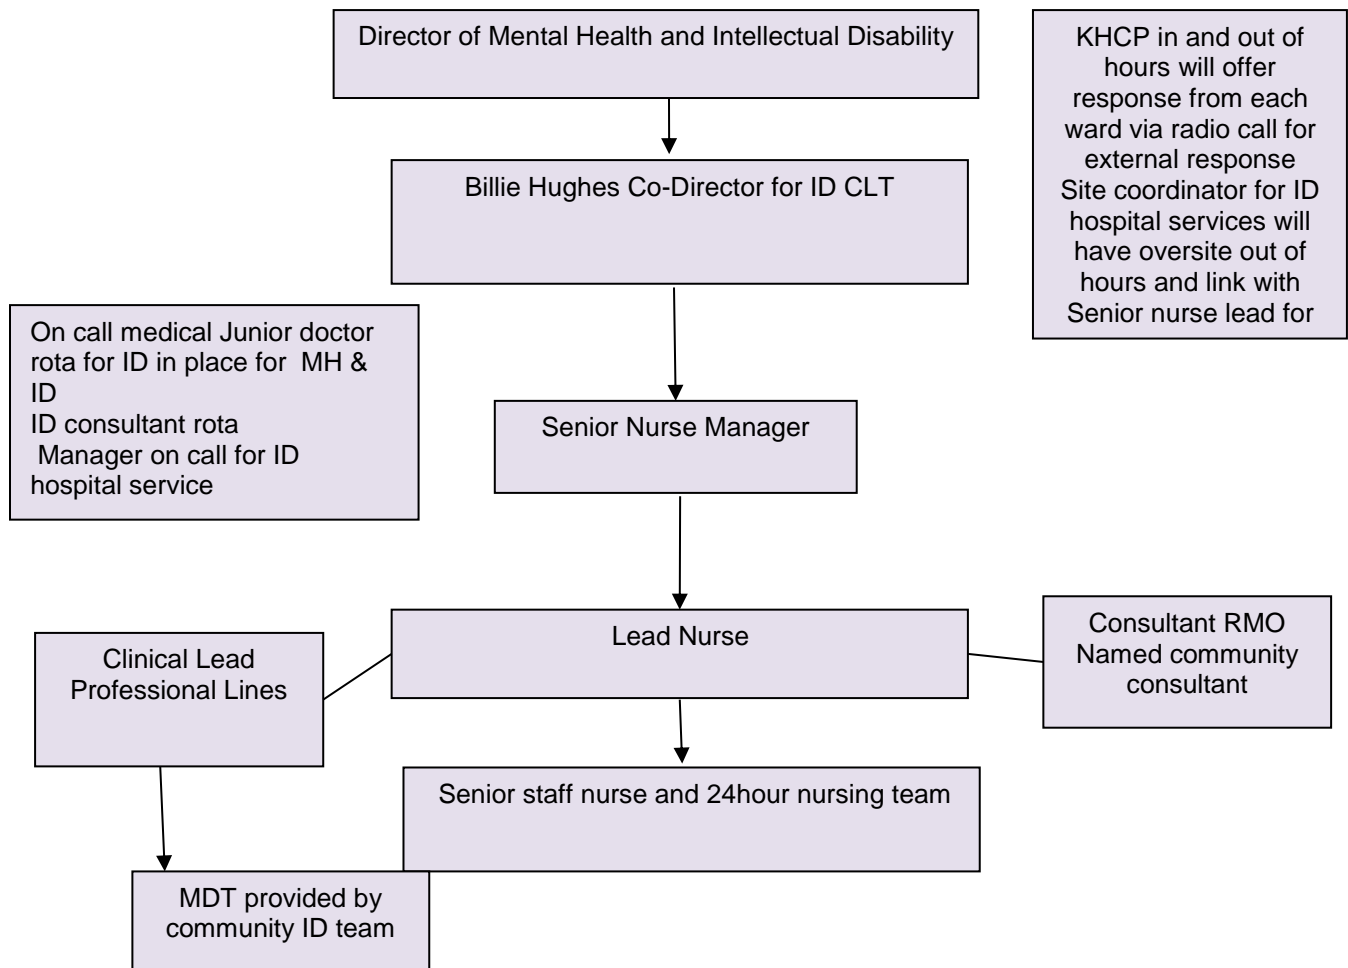 Director of Mental Health and Intellectual Disability
KHCP in and out of
hours will offer
response from each
ward via radio call for
external response
Site coordinator for ID
hospital services will
have oversite out of
hours and link with
Senior nurse lead for
Billie Hughes Co-Director for ID CLT
On call medical Junior doctor
rota for ID in place for  MH &
ID
ID consultant rota
Manager on call for ID
hospital service
Senior Nurse Manager
Lead Nurse
Clinical Lead
Professional Lines
Consultant RMO
Named community
consultant
Senior staff nurse and 24hour nursing team
MDT provided by
community ID team